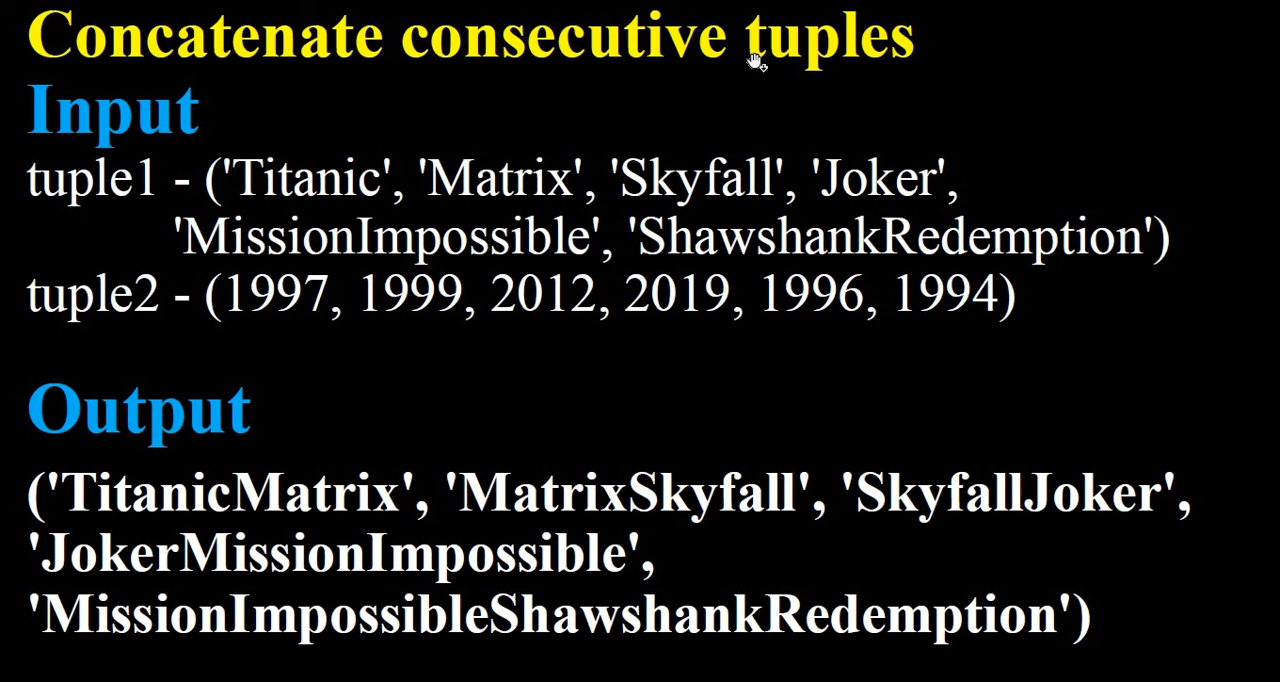 Concatenate consecutive tuples
Input
tuple1 - ('Titanic', 'Matrix', 'Skyfall', 'Joker',
'MissionImpossible', 'ShawshankRedemption')
tuple2 - (1997, 1999, 2012, 2019, 1996, 1994)
Output
('TitanicMatrix', 'MatrixSkyfall', 'SkyfallJoker',
'JokerMissionImpossible',
'MissionImpossibleShawshankRedemption')